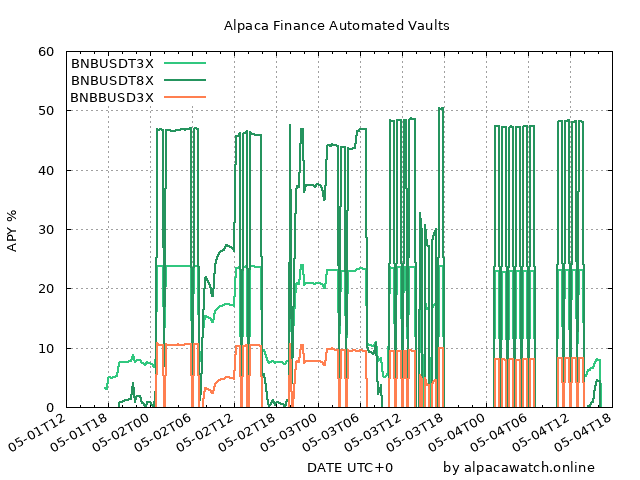 Alpaca Finance Automated Vaults
60
50
40
30
20
10
0
APY %
BNBUSDT3X
BNBUSDT8X
BNBBUSD3X
05-01T12
05-01T18
05-02T00
05-02T06
05-02T12
05-02T18
05-03T00
05-03T06
05-03T12
05-03T18
05-04T00
05-04T06
05-04T12
05-04T18
DATE UTC+0
by alpacawatch.online